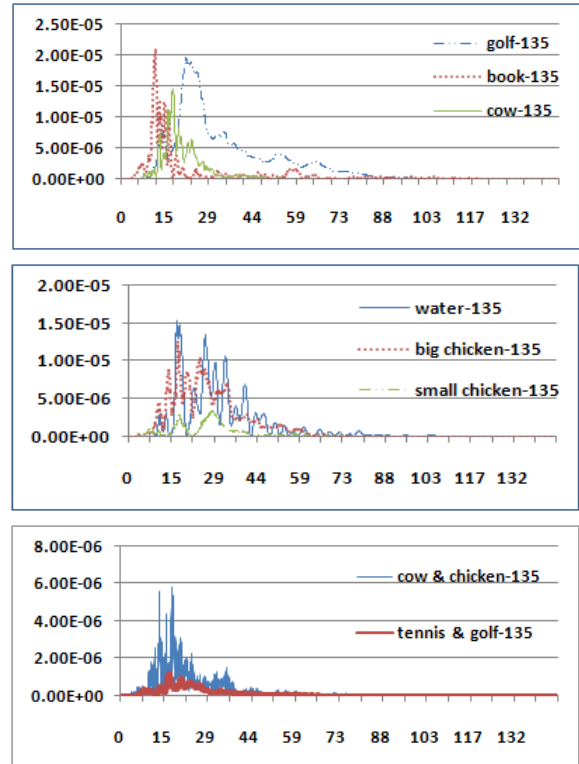 2.50E-05
2.00E-05
1.50E-05
1.00E-05
5.00E-06
0.00E+00
golf-135
book-135
cow-135
0 15 29 44 59 73 88 103 117 132
2.00E-05
1.50E-05
1.00E-05
5.00E-06
0.00E+00
water-135
big chicken-135
small chicken-135
0 15 29 44 59 73 88 103 117 132
8.00E-06
6.00E-06
4.00E-06
2.00E-06
0.00E+00
cow & chicken-135
tennis & golf-135
0 15 29 44 59 73 88 103 117 132